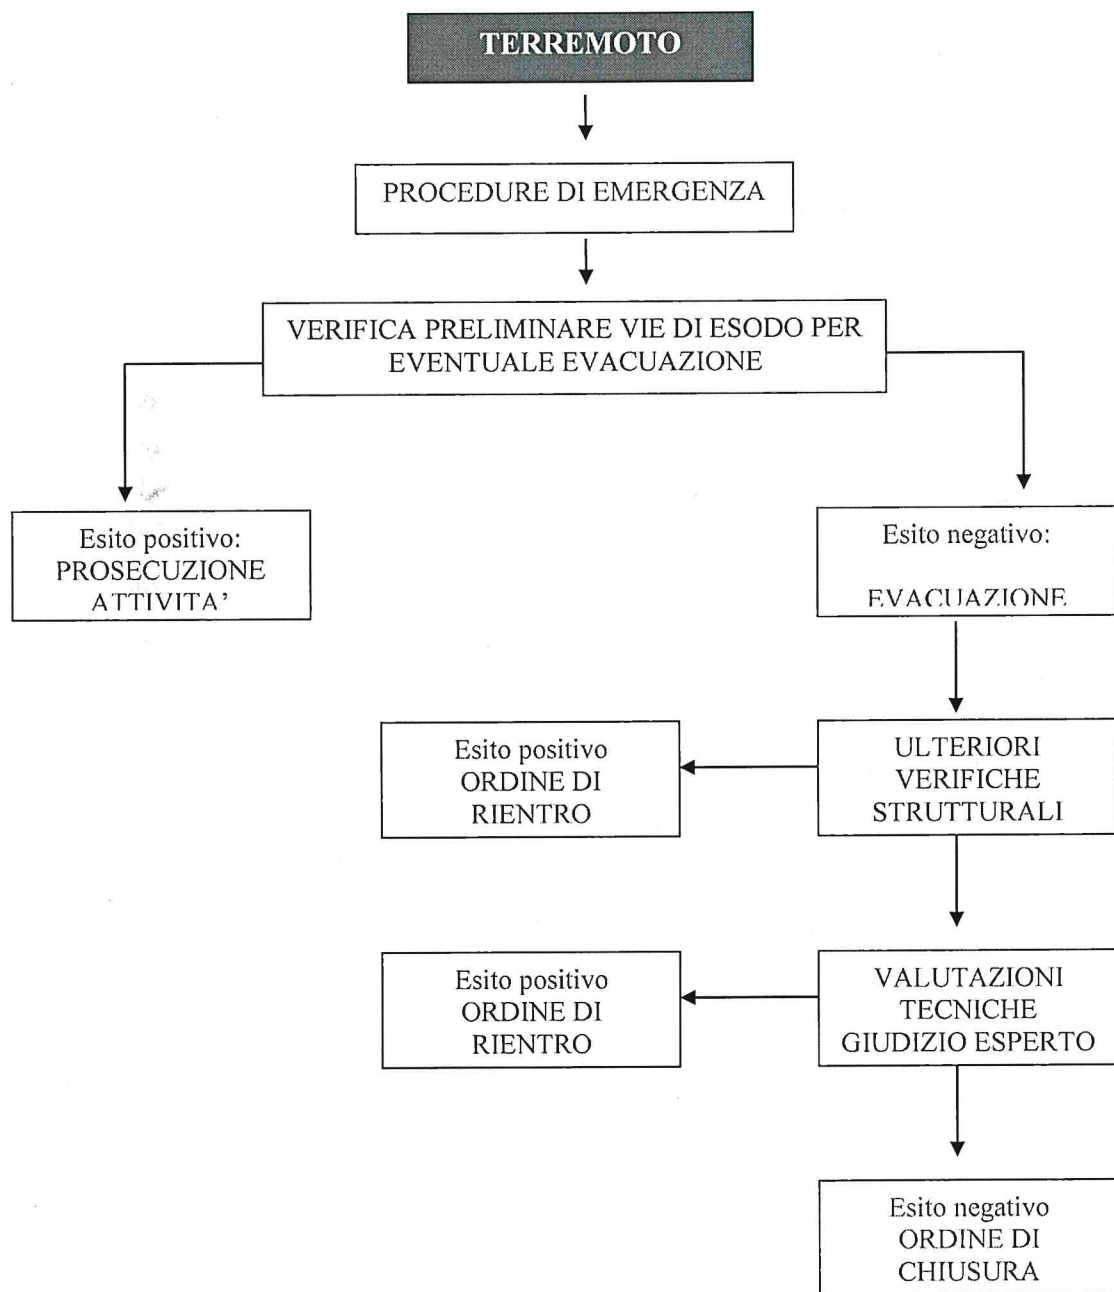 TERREMOTO
PROCEDURE DI EMERGENZA
VERIFICA PRELIMINARE VIE DI ESODO PER
EVENTUALE EVACUAZIONE
Esito positivo:
PROSECUZIONE
ATTIVITA'
Esito negativo:
EVACUAZIONE
Esito positivo
ORDINE DI
RIENTRO
ULTERIORI
VERIFICHE
STRUTTURALI
Esito positivo
ORDINE DI
RIENTRO
VALUTAZIONI
TECNICHE
GIUDIZIO ESPERTO
Esito negativo
ORDINE DI
CHIUSURA